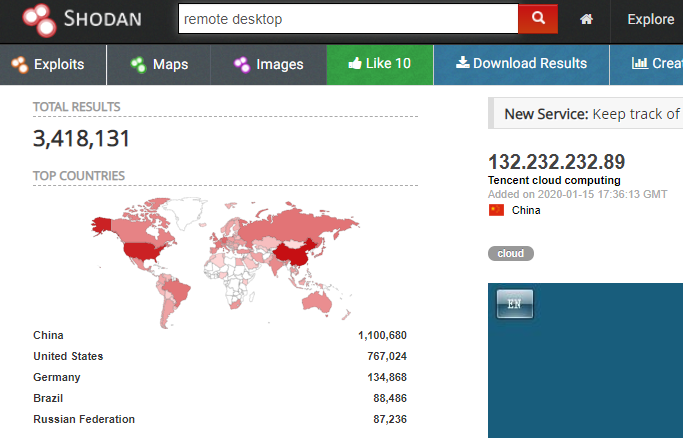 SHODAN
remote desktop
Explore
Exploits
Maps
Images
Like 10
Download Results
Crea
TOTAL RESULTS
3,418,131
TOP COUNTRIES
China 1,100,680
United States 767,024
Germany 134,868
Brazil 88,486
Russian Federation 87,236
New Service: Keep track of
132.232.232.89
Tencent cloud computing
Added on 2020-01-15 17:36:13 GMT
China
cloud
EN